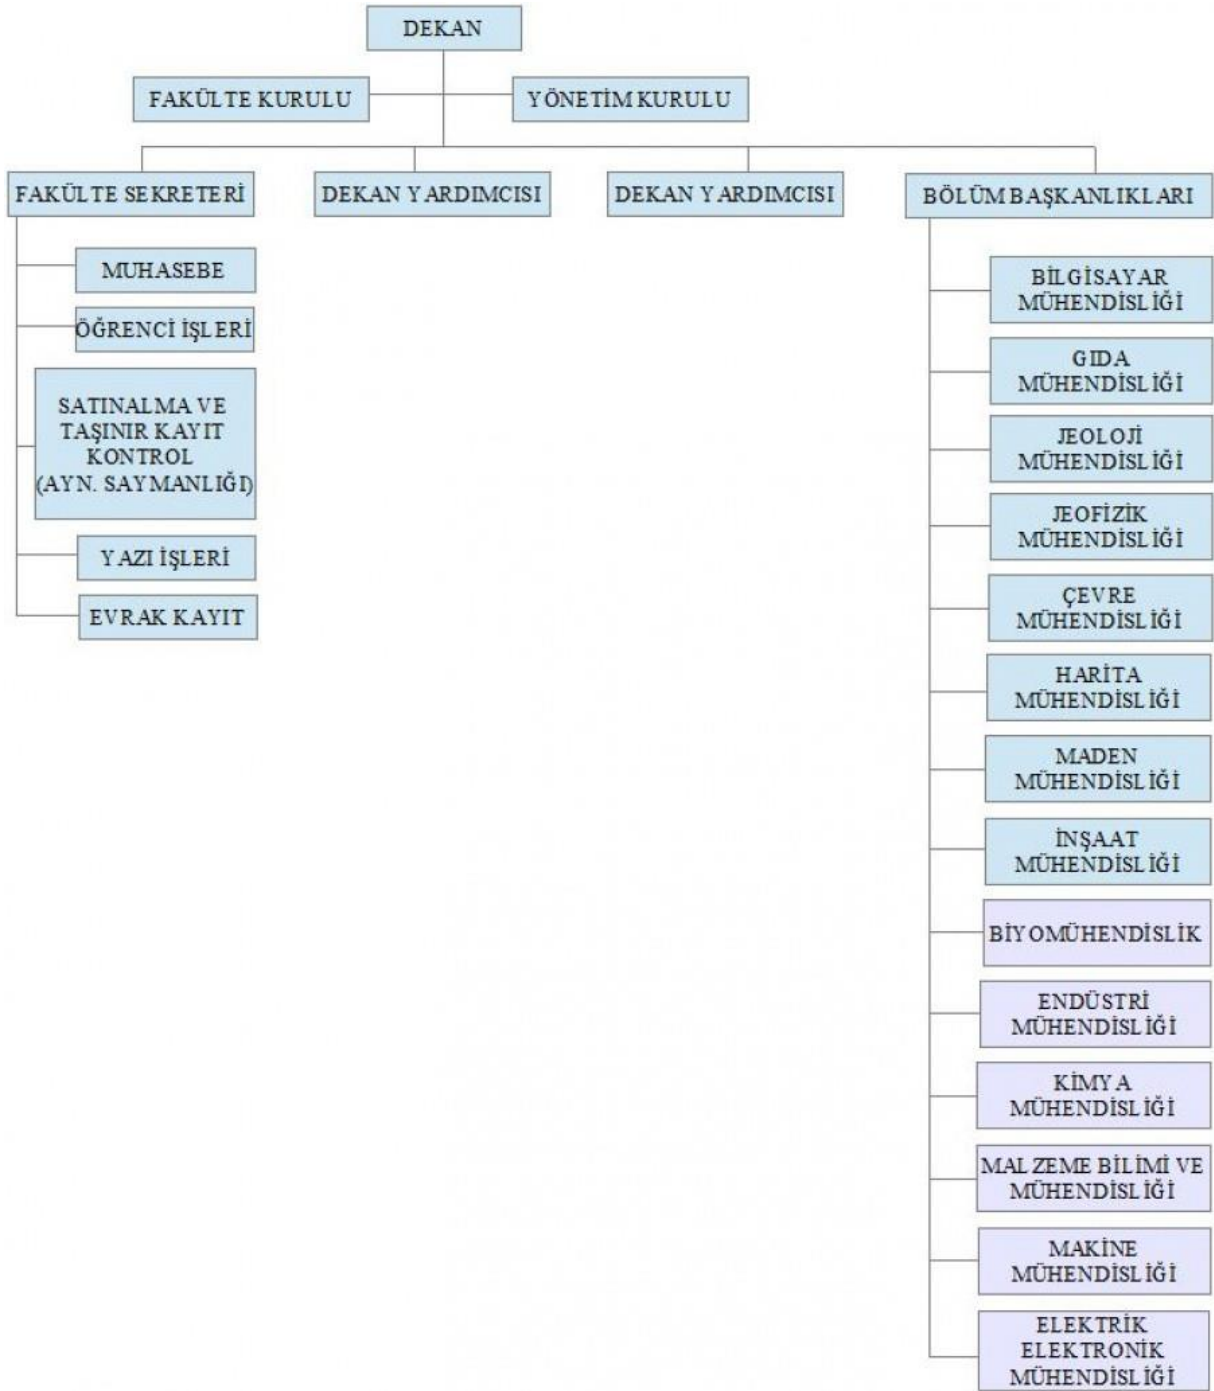 DEKAN
FAKÜLTE KURULU
YÖNETİM KURULU
FAKÜLTE SEKRETERİ
DEKAN YARDIMCISI
DEKAN YARDIMCISI
BÖLÜM BAŞKANLIKLARI
MUHASEBE
ÖĞRENCİ İŞLERİ
SATINALMA VE
TAŞINIR KAYIT
KONTROL
(AYN. SAYMANLIĞI)
YAZI İŞLERİ
EVRAK KAYIT
BİLGİSAYAR
MÜHENDİSLİĞİ
GIDA
MÜHENDİSLİĞİ
JEOLOJİ
MÜHENDİSLİĞİ
JEOFİZİK
MÜHENDİSLİĞİ
ÇEVRE
MÜHENDİSLİĞİ
HARİTA
MÜHENDİSLİĞİ
MADEN
MÜHENDİSLİĞİ
İNŞAAT
MÜHENDİSLİĞİ
BİYOMÜHENDİSLİK
ENDÜSTRİ
MÜHENDİSLİĞİ
KİMYA
MÜHENDİSLİĞİ
MALZEME BİLİMİ VE
MÜHENDİSLİĞİ
MAKİNE
MÜHENDİSLİĞİ
ELEKTRİK
ELEKTRONİK
MÜHENDİSLİĞİ